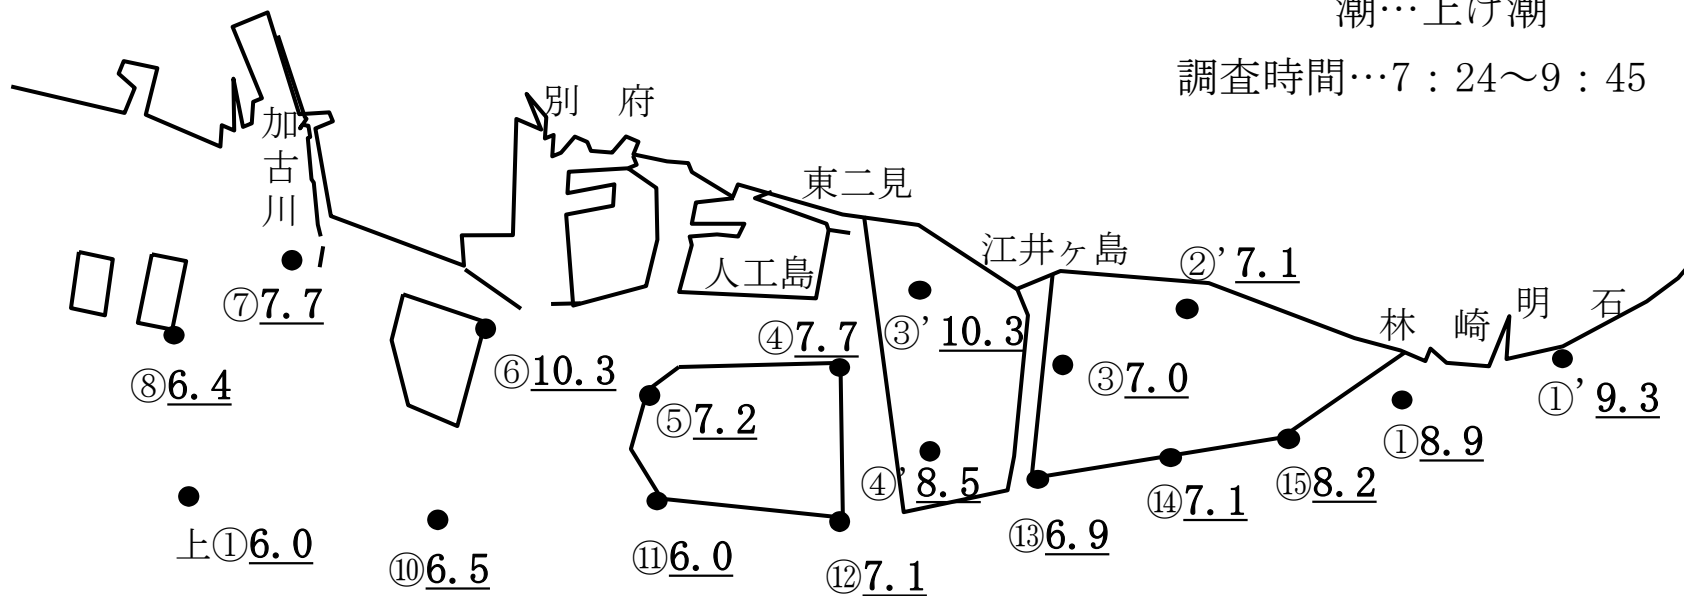 潮…上げ潮
調査時間…7：24～9：45
別　府
加古川
東二見
江井ヶ島
②’7.1
人工島
明　石
林　崎
⑦7.7
③’10.3
④7.7
⑥10.3
③7.0
⑧6.4
①’9.3
⑤7.2
①8.9
④’8.5
⑮8.2
⑭7.1
⑬6.9
上①6.0
⑪6.0
⑩6.5
⑫7.1